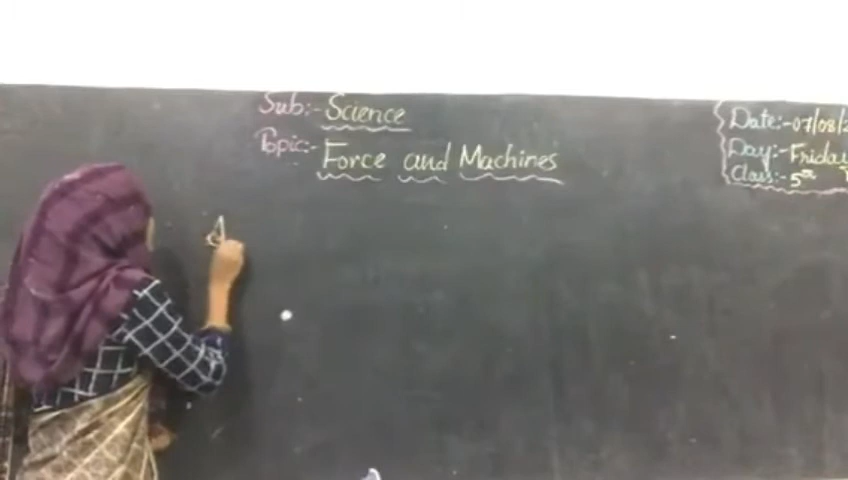 Sub:- Science
Topic:- Force and Machines
Date:- 07/08/2
Day:- Friday
Class:- 5th